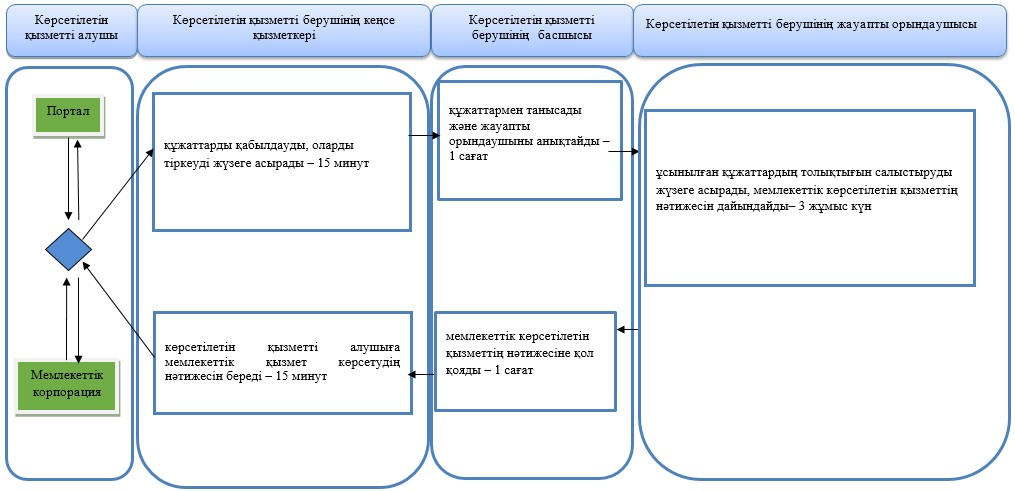 Көрсетілетін
қызметті алушы
Көрсетілетін қызметті берушінің кеңсе
қызметкері
Көрсетілетін қызметті
берушінің басшысы
Көрсетілетін қызметті берушінің жауапты орындаушысы
Портал
құжаттарды қабылдауды, оларды
тіркеуді жүзеге асырады – 15 минут
құжаттармен танысады
және жауапты
орындаушыны анықтайды –
1 сағат
ұсынылған құжаттардың толықтығын салыстыруды
жүзеге асырады, мемлекеттік көрсетілетін қызметтің
нәтижесін дайындайды– 3 жұмыс күн
Мемлекеттік
корпорация
көрсетілетін қызметті алушыға
мемлекеттік қызмет көрсетудің
нәтижесін береді – 15 минут
мемлекеттік көрсетілетін
қызметтің нәтижесіне қол
қояды – 1 сағат